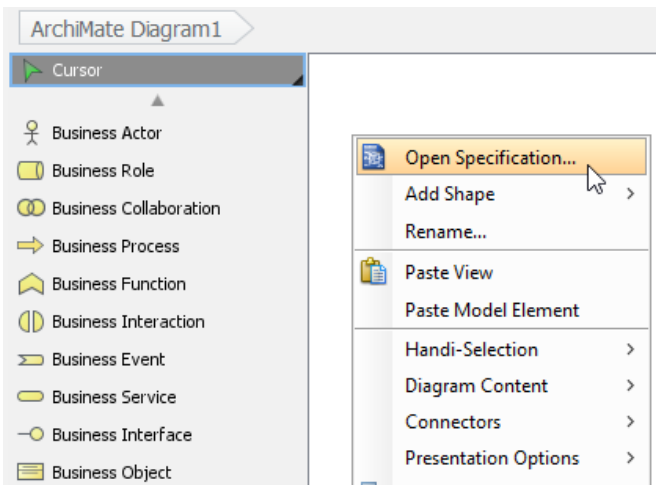 ArchiMate Diagram1
Cursor
Business Actor
Business Role
Business Collaboration
Business Process
Business Function
Business Interaction
Business Event
Business Service
Business Interface
Business Object
Open Specification...
Add Shape
Rename...
Paste View
Paste Model Element
Handi-Selection
Diagram Content
Connectors
Presentation Options